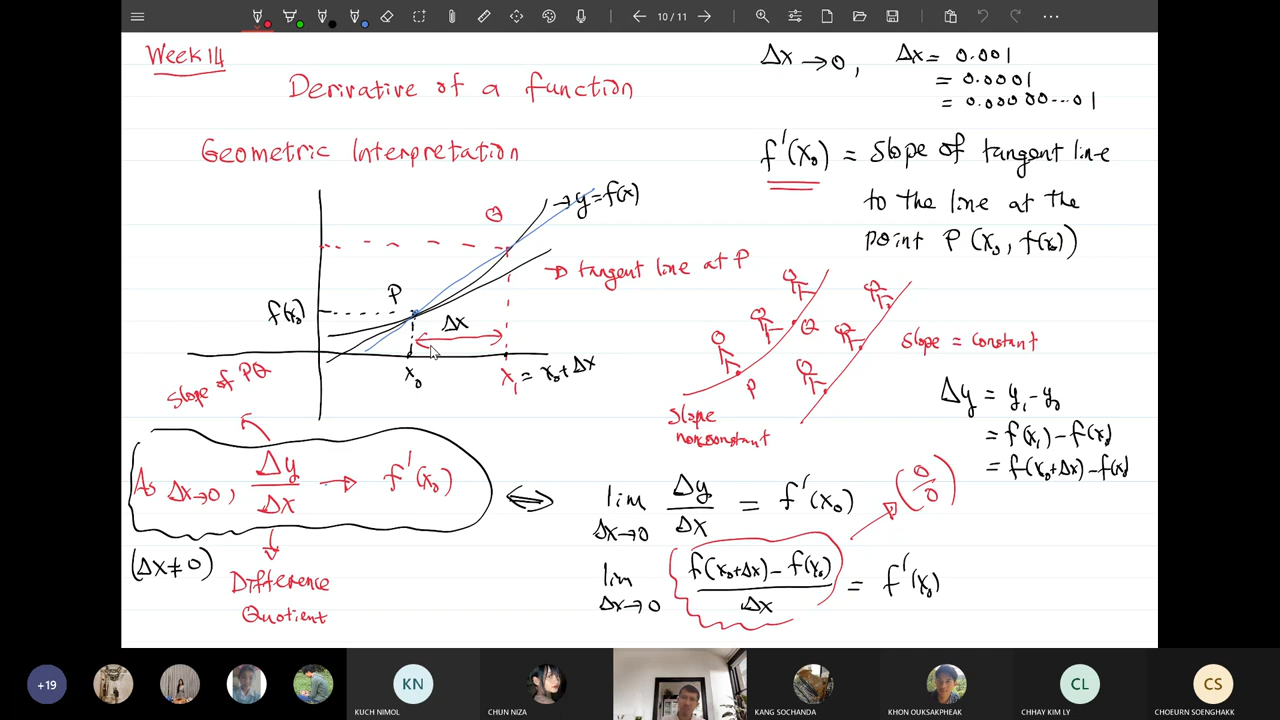 10 / 11
Week 14
Derivative of a function
Geometric Interpretation
Δx → 0, Δx = 0.001
= 0.0001
= 0.00000...01
f'(x₀) = slope of tangent line
to the line at the
point P (x₀, f(x₀))
→ y = f(x)
Q
→ tangent line at P
P
f(x₀)
Δx
x₀
x₁ = x₀+Δx
Q
P
slope
nonconstant
slope = constant
Δy = y₁ - y₀
= f(x₁) - f(x₀)
= f(x₀+Δx) - f(x₀)
slope of PQ
As Δx→0, Δy/Δx → f'(x₀)
(Δx≠0)
Difference
Quotient
⇔
lim Δx→0 Δy/Δx = f'(x₀)
(0/0)
lim Δx→0 (f(x₀+Δx) - f(x₀))/Δx = f'(x₀)
+19
KN
CL
CS
KUCH NIMOL
CHUN NIZA
KANG SOCHANDA
KHON OUKSAKPHEAK
CHHAY KIM LY
CHOEURN SOENGHAKK